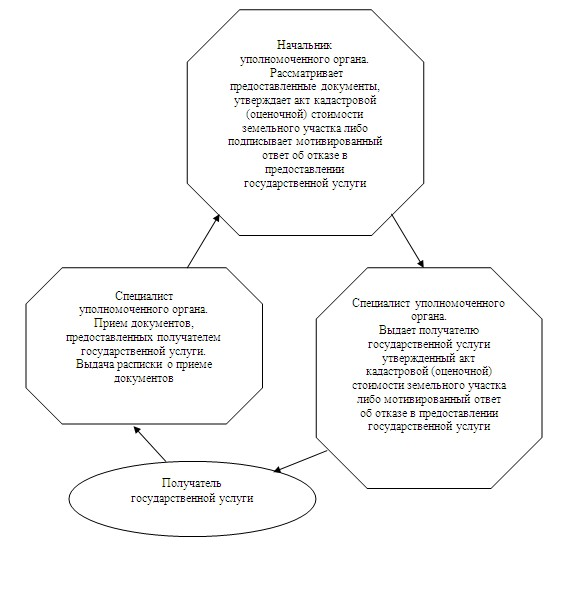 Начальник
уполномоченного органа.
Рассматривает
предоставленные документы,
утверждает акт кадастровой
(оценочной) стоимости
земельного участка либо
подписывает мотивированный
ответ об отказе в
предоставлении
государственной услуги
Специалист
уполномоченного органа.
Прием документов,
предоставленных получателем
государственной услуги.
Выдача расписки о приеме
документов
Специалист уполномоченного
органа.
Выдает получателю
государственной услуги
утвержденный акт
кадастровой (оценочной)
стоимости земельного участка
либо мотивированный ответ
об отказе в предоставлении
государственной услуги
Получатель
государственной услуги